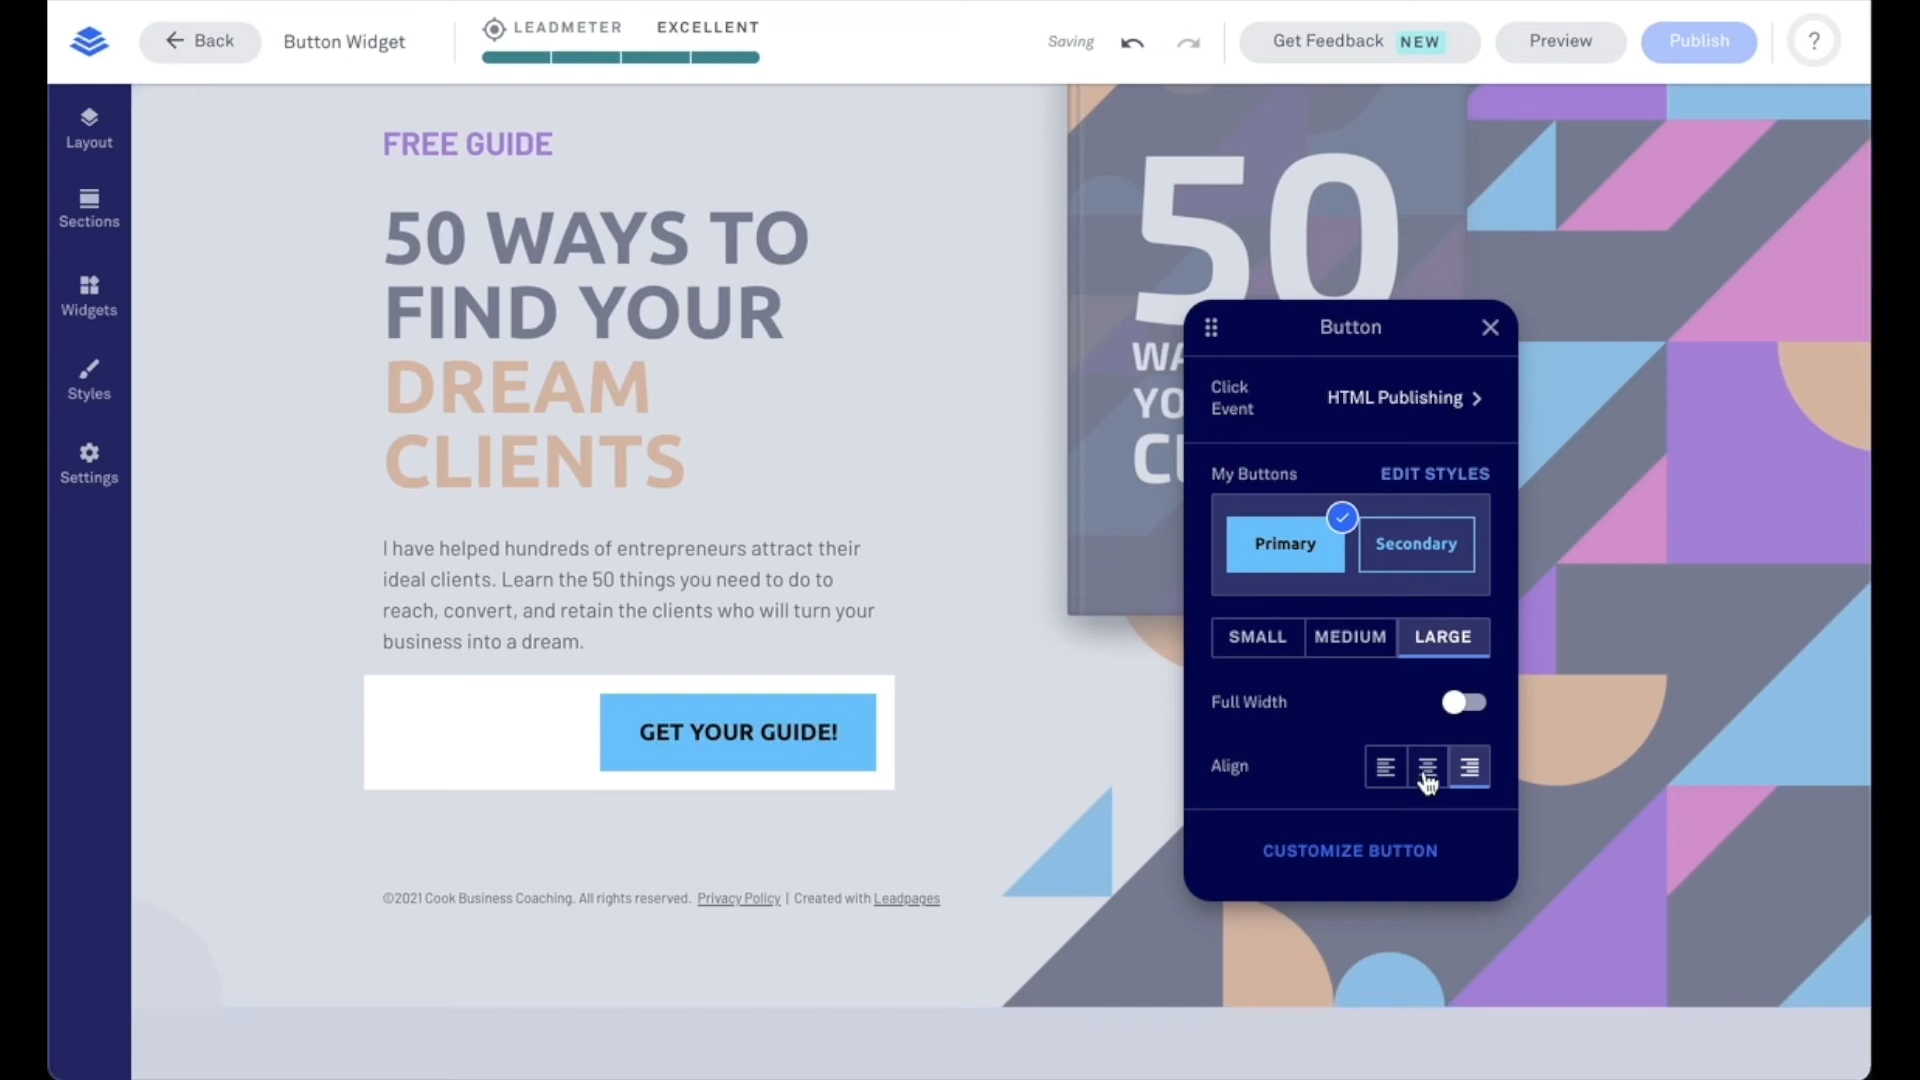 Back
Button Widget
LEADMETER EXCELLENT
Saving
Get Feedback NEW
Preview
Publish
?
Layout
Sections
Widgets
Styles
Settings
FREE GUIDE
50 WAYS TO
FIND YOUR
DREAM
CLIENTS
I have helped hundreds of entrepreneurs attract their
ideal clients. Learn the 50 things you need to do to
reach, convert, and retain the clients who will turn your
business into a dream.
GET YOUR GUIDE!
©2021 Cook Business Coaching. All rights reserved. Privacy Policy | Created with Leadpages
50
Button
Click
Event
HTML Publishing
My Buttons
EDIT STYLES
Primary
Secondary
SMALL MEDIUM LARGE
Full Width
Align
CUSTOMIZE BUTTON